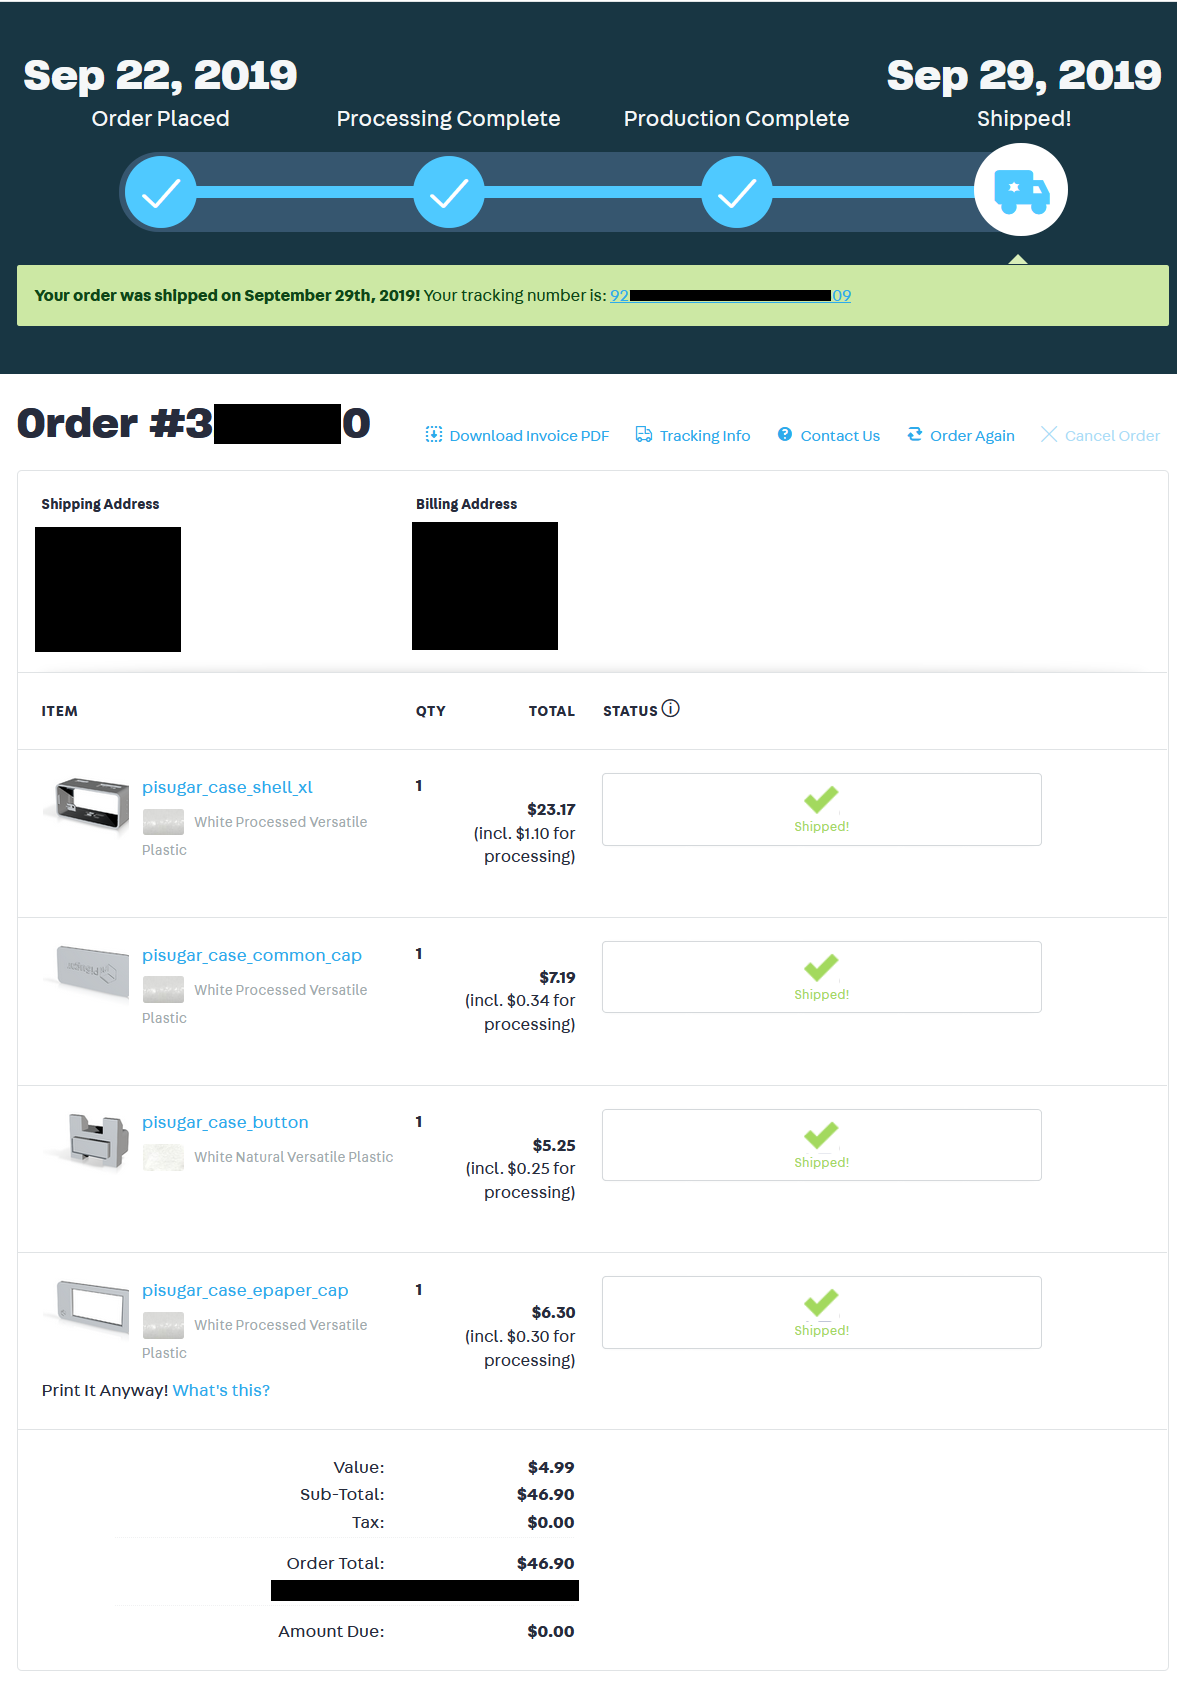 Sep 22, 2019
Order Placed
Processing Complete
Production Complete
Sep 29, 2019
Shipped!
Your order was shipped on September 29th, 2019! Your tracking number is: 92 09
Order #3 0
Download Invoice PDF
Tracking Info
Contact Us
Order Again
Cancel Order
Shipping Address
Billing Address
ITEM QTY TOTAL STATUS
pisugar_case_shell_xl
White Processed Versatile
Plastic
1
$23.17
(incl. $1.10 for
processing)
Shipped!
pisugar_case_common_cap
White Processed Versatile
Plastic
1
$7.19
(incl. $0.34 for
processing)
Shipped!
pisugar_case_button
White Natural Versatile Plastic
1
$5.25
(incl. $0.25 for
processing)
Shipped!
pisugar_case_epaper_cap
White Processed Versatile
Plastic
1
$6.30
(incl. $0.30 for
processing)
Shipped!
Print It Anyway! What's this?
Value: $4.99
Sub-Total: $46.90
Tax: $0.00
Order Total: $46.90
Amount Due: $0.00